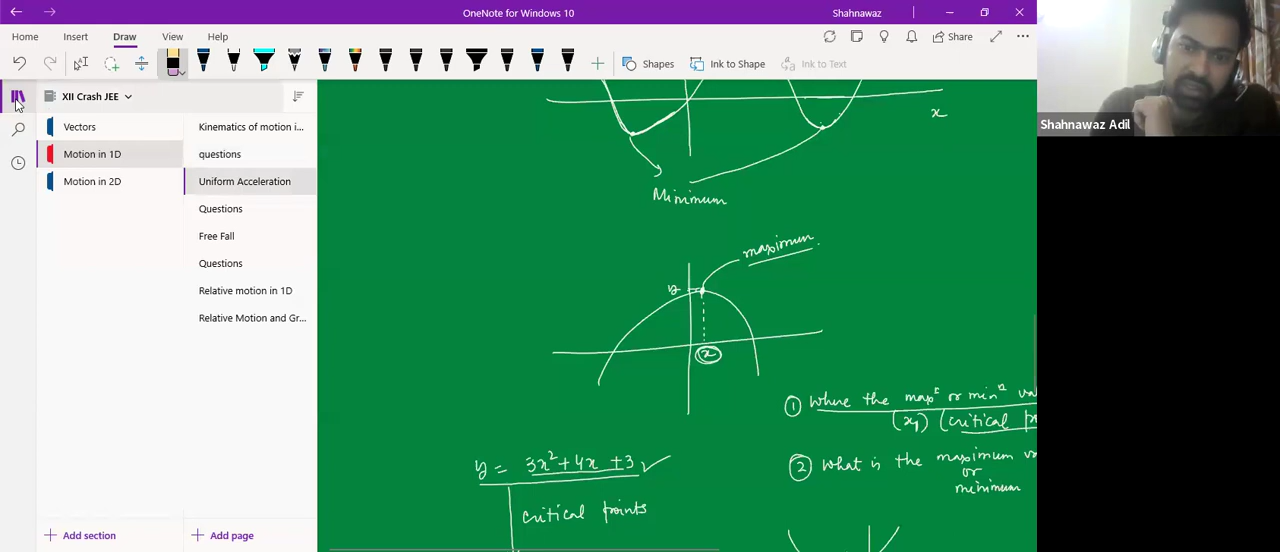 OneNote for Windows 10
Shahnawaz
Home Insert Draw View Help
Share
Shapes
Ink to Shape
Ink to Text
XII Crash JEE
Vectors
Motion in 1D
Motion in 2D
Kinematics of motion i...
questions
Uniform Acceleration
Questions
Free Fall
Questions
Relative motion in 1D
Relative Motion and Gr...
Add section
Add page
Shahnawaz Adil
x
Minimum
maximum.
y
x
① Where the max^m or min^m va
(x,) (critical p
② What is the maximum va
or
minimum
y = 3x² + 4x + 3
critical points